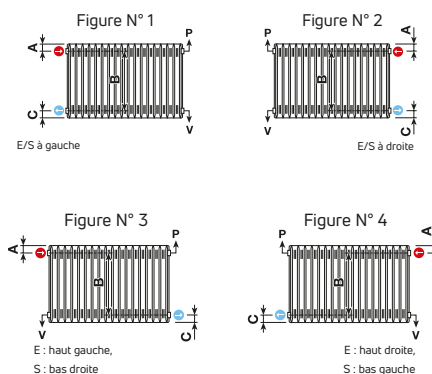 Figure N° 1
A
P
B
C
V
E/S à gauche
Figure N° 2
P
A
B
V
C
E/S à droite
Figure N° 3
A
P
B
V
C
E : haut gauche,
S : bas droite
Figure N° 4
P
A
B
C
V
E : haut droite,
S : bas gauche